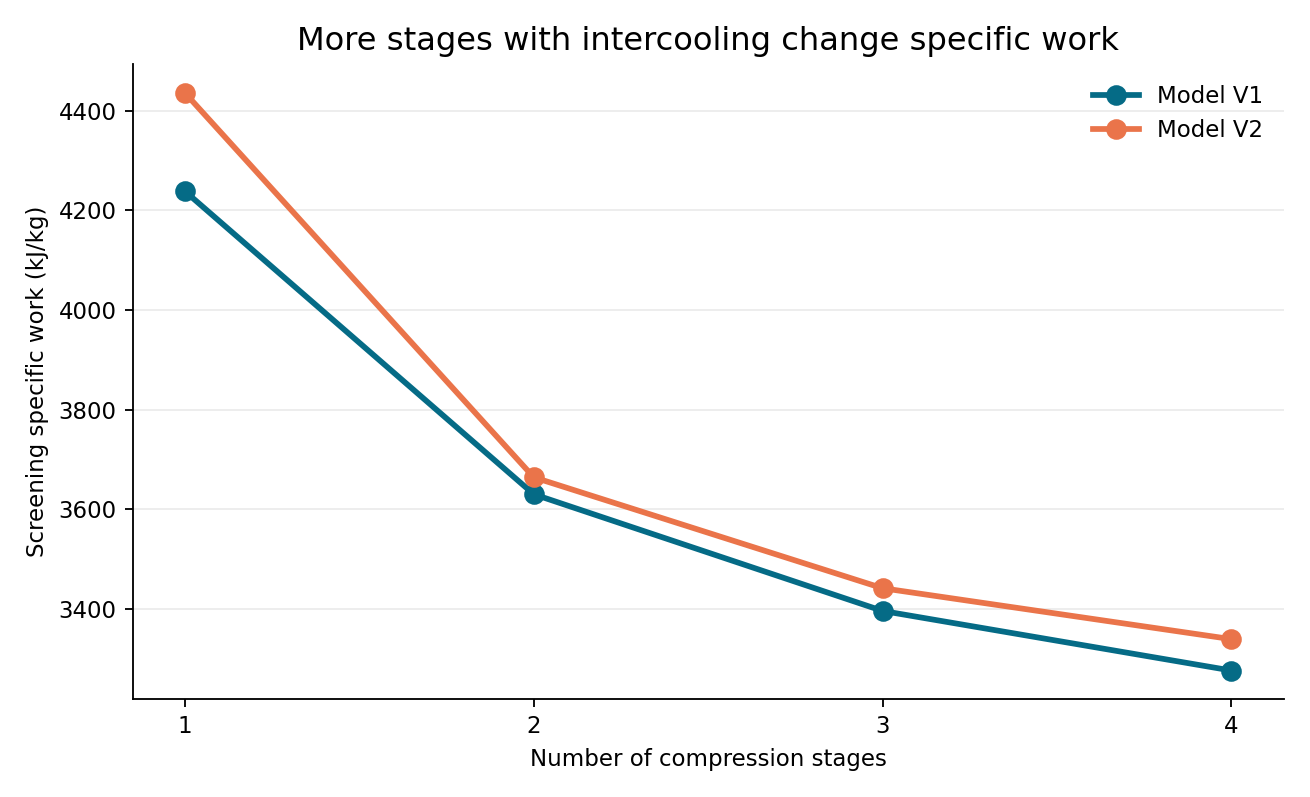 More stages with intercooling change specific work
Model V1
Model V2
4400
4200
4000
3800
3600
3400
Screening specific work (kJ/kg)
1 2 3 4
Number of compression stages